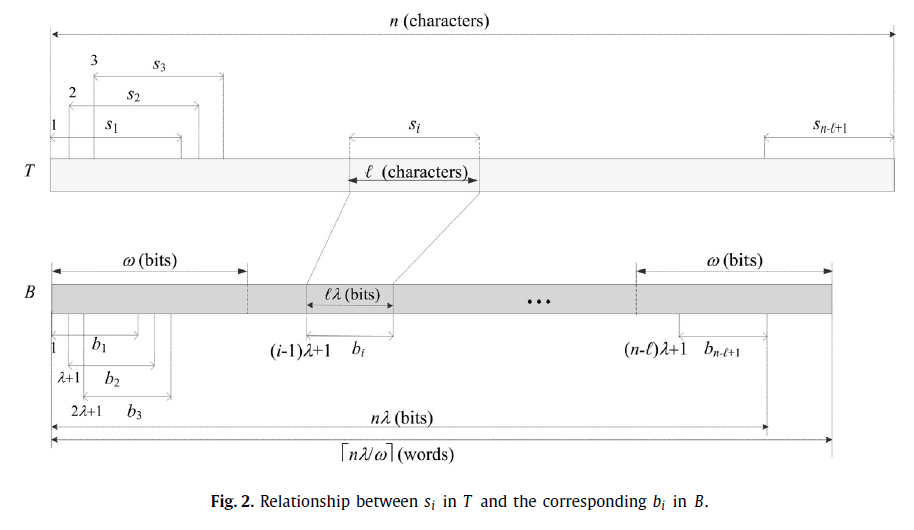 n (characters)
3
s₃
2
s₂
1
s₁
sᵢ
sₙ₋ℓ₊₁
T
ℓ (characters)
ω (bits)
ω (bits)
B
ℓλ (bits)
...
1
b₁
(i-1)λ+1
bᵢ
(n-ℓ)λ+1
bₙ₋ℓ₊₁
λ+1
b₂
2λ+1
b₃
nλ (bits)
⌈nλ/ω⌉ (words)
Fig. 2. Relationship between sᵢ in T and the corresponding bᵢ in B.